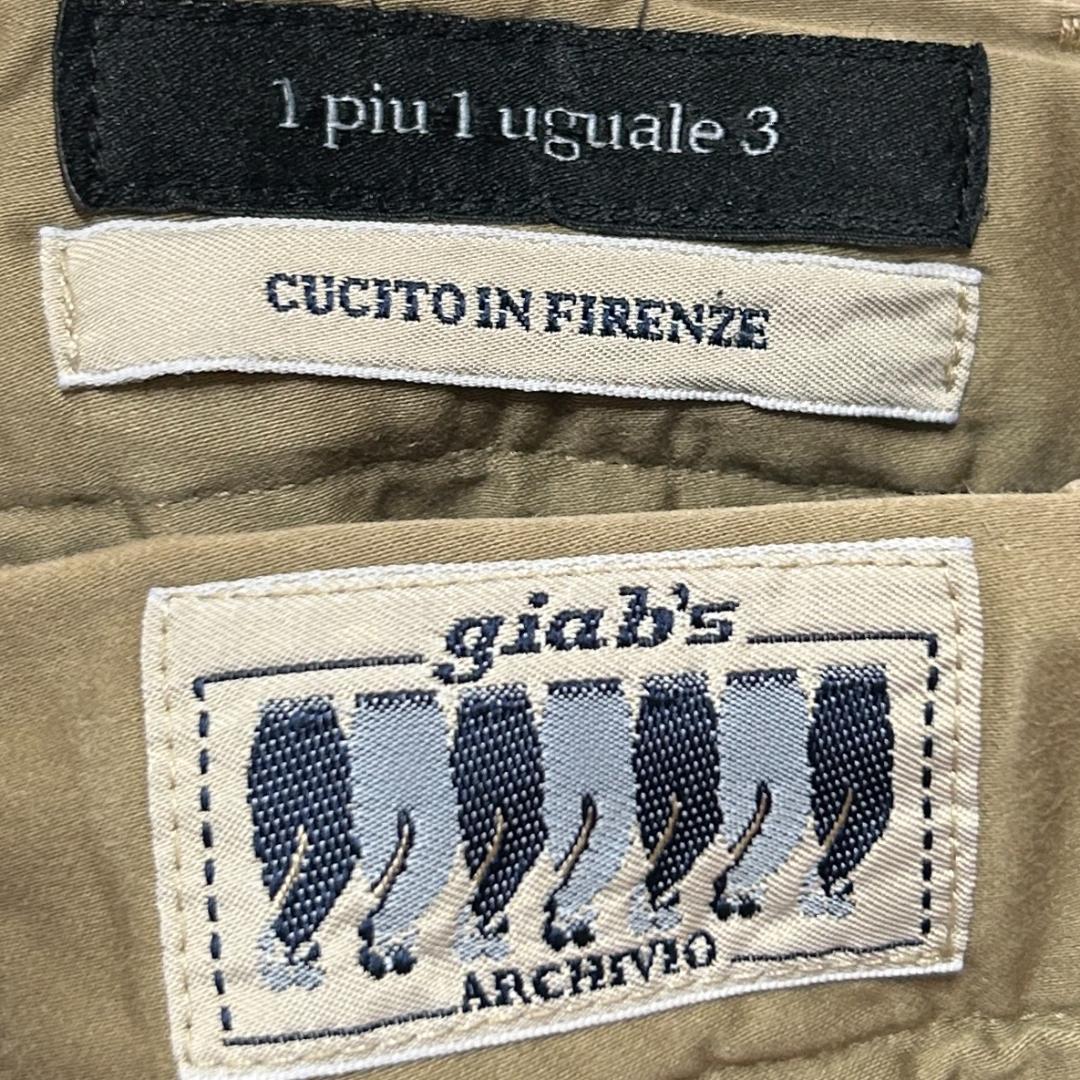 1 piu 1 uguale 3
CUCITO IN FIRENZE
giab's
ARCHIVIO